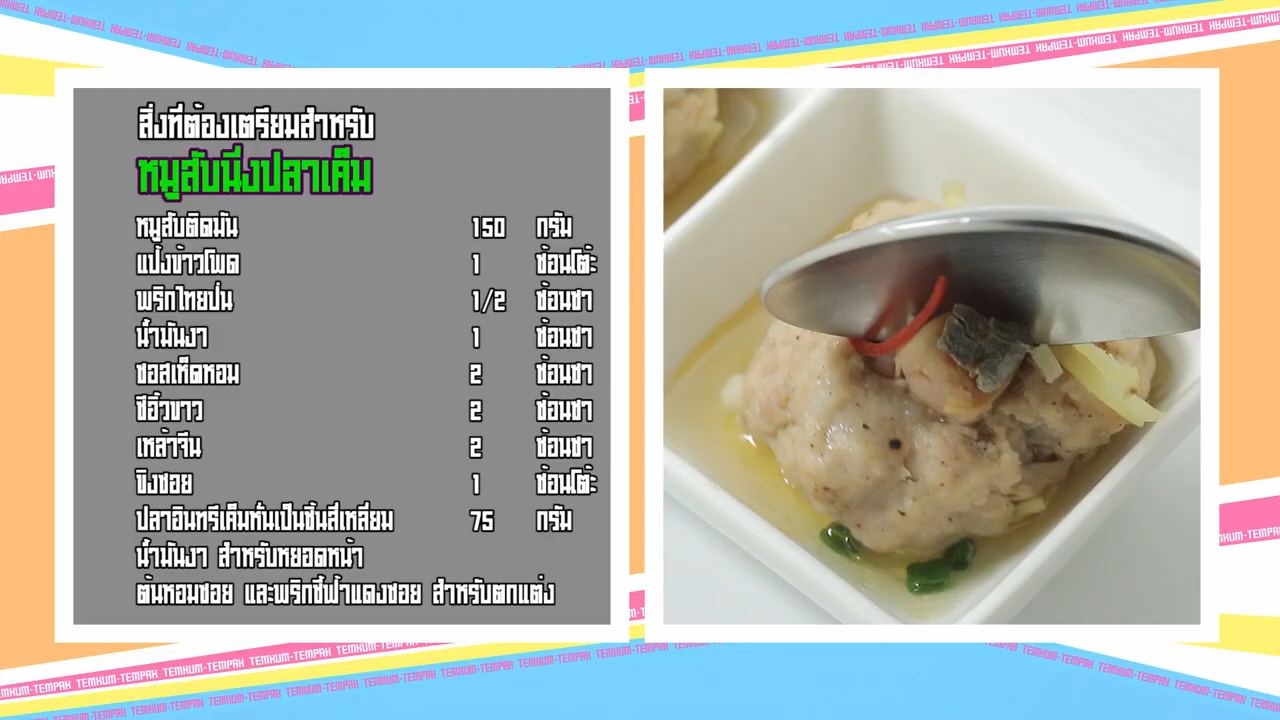 สิ่งที่ต้องเตรียมสำหรับ
หมูสับนึ่งปลาเค็ม
หมูสับติดมัน 150 กรัม
แป้งข้าวโพด 1 ช้อนโต๊ะ
พริกไทยป่น 1/2 ช้อนชา
น้ำมันงา 1 ช้อนชา
ซอสเห็ดหอม 2 ช้อนชา
ซีอิ๊วขาว 2 ช้อนชา
เหล้าจีน 2 ช้อนชา
ขิงซอย 1 ช้อนโต๊ะ
ปลาอินทรีเค็มหั่นเป็นชิ้นสี่เหลี่ยม 75 กรัม
น้ำมันงา สำหรับหยอดหน้า
ต้นหอมซอย และพริกชี้ฟ้าแดงซอย สำหรับตกแต่ง
TEMKUM-TEMPAK TEMKUM-TEMPAK TEMKUM-TEMPAK TEMKUM-TEMPAK